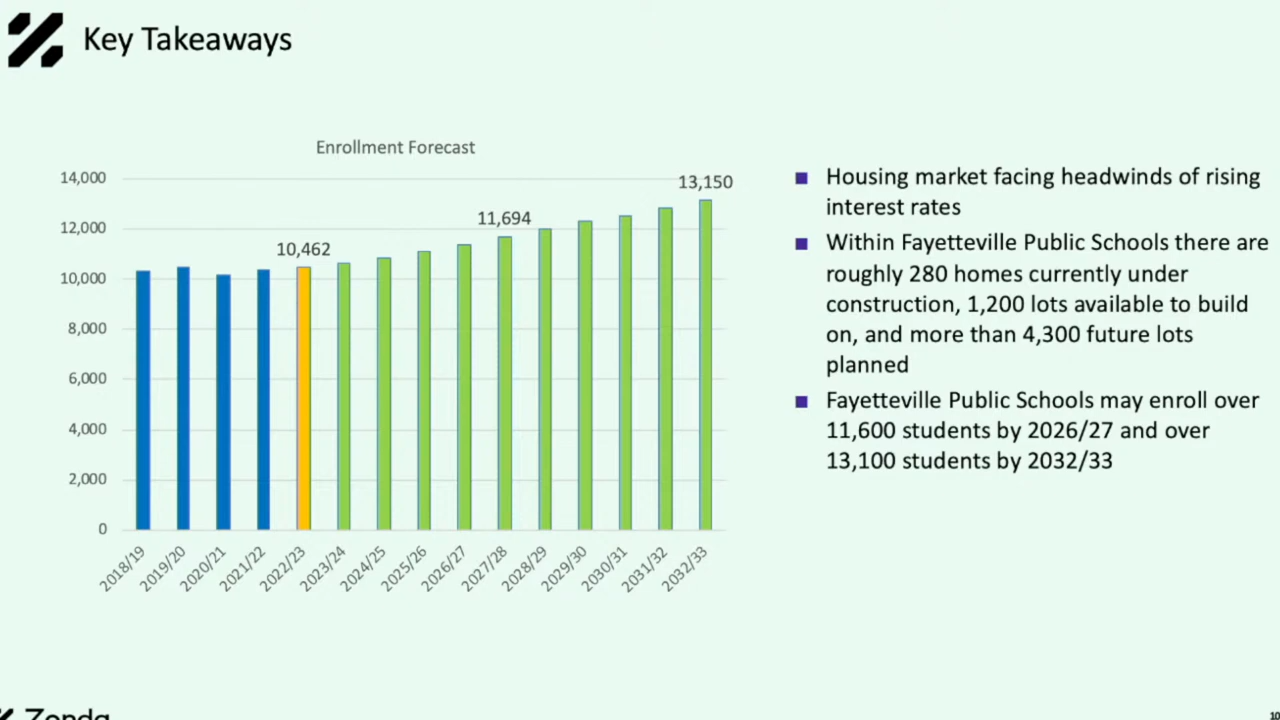 Key Takeaways
Enrollment Forecast
14,000
12,000
10,000
8,000
6,000
4,000
2,000
0
10,462
11,694
13,150
2018/19
2019/20
2020/21
2021/22
2022/23
2023/24
2024/25
2025/26
2026/27
2027/28
2028/29
2029/30
2030/31
2031/32
2032/33
Housing market facing headwinds of rising
interest rates
Within Fayetteville Public Schools there are
roughly 280 homes currently under
construction, 1,200 lots available to build
on, and more than 4,300 future lots
planned
Fayetteville Public Schools may enroll over
11,600 students by 2026/27 and over
13,100 students by 2032/33
Zonda
10